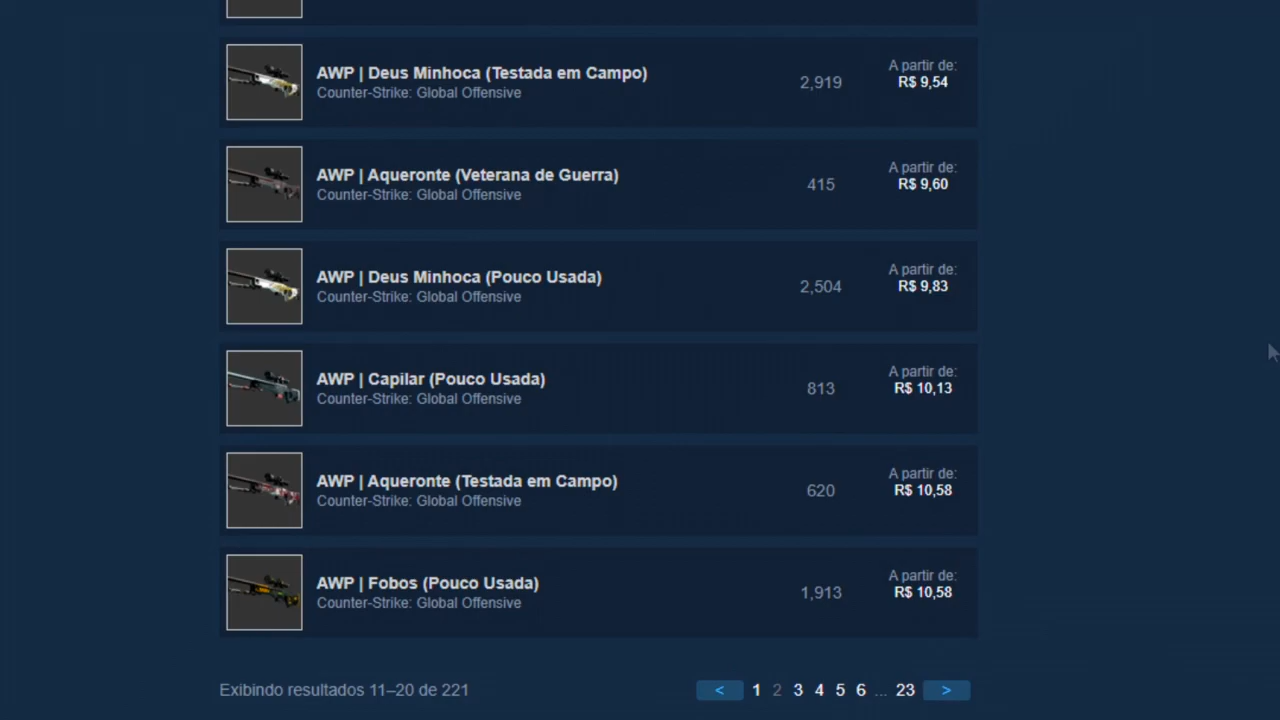 AWP | Deus Minhoca (Testada em Campo)
Counter-Strike: Global Offensive
2,919
A partir de:
R$ 9,54
AWP | Aqueronte (Veterana de Guerra)
Counter-Strike: Global Offensive
415
A partir de:
R$ 9,60
AWP | Deus Minhoca (Pouco Usada)
Counter-Strike: Global Offensive
2,504
A partir de:
R$ 9,83
AWP | Capilar (Pouco Usada)
Counter-Strike: Global Offensive
813
A partir de:
R$ 10,13
AWP | Aqueronte (Testada em Campo)
Counter-Strike: Global Offensive
620
A partir de:
R$ 10,58
AWP | Fobos (Pouco Usada)
Counter-Strike: Global Offensive
1,913
A partir de:
R$ 10,58
Exibindo resultados 11–20 de 221
< 1 2 3 4 5 6 ... 23 >